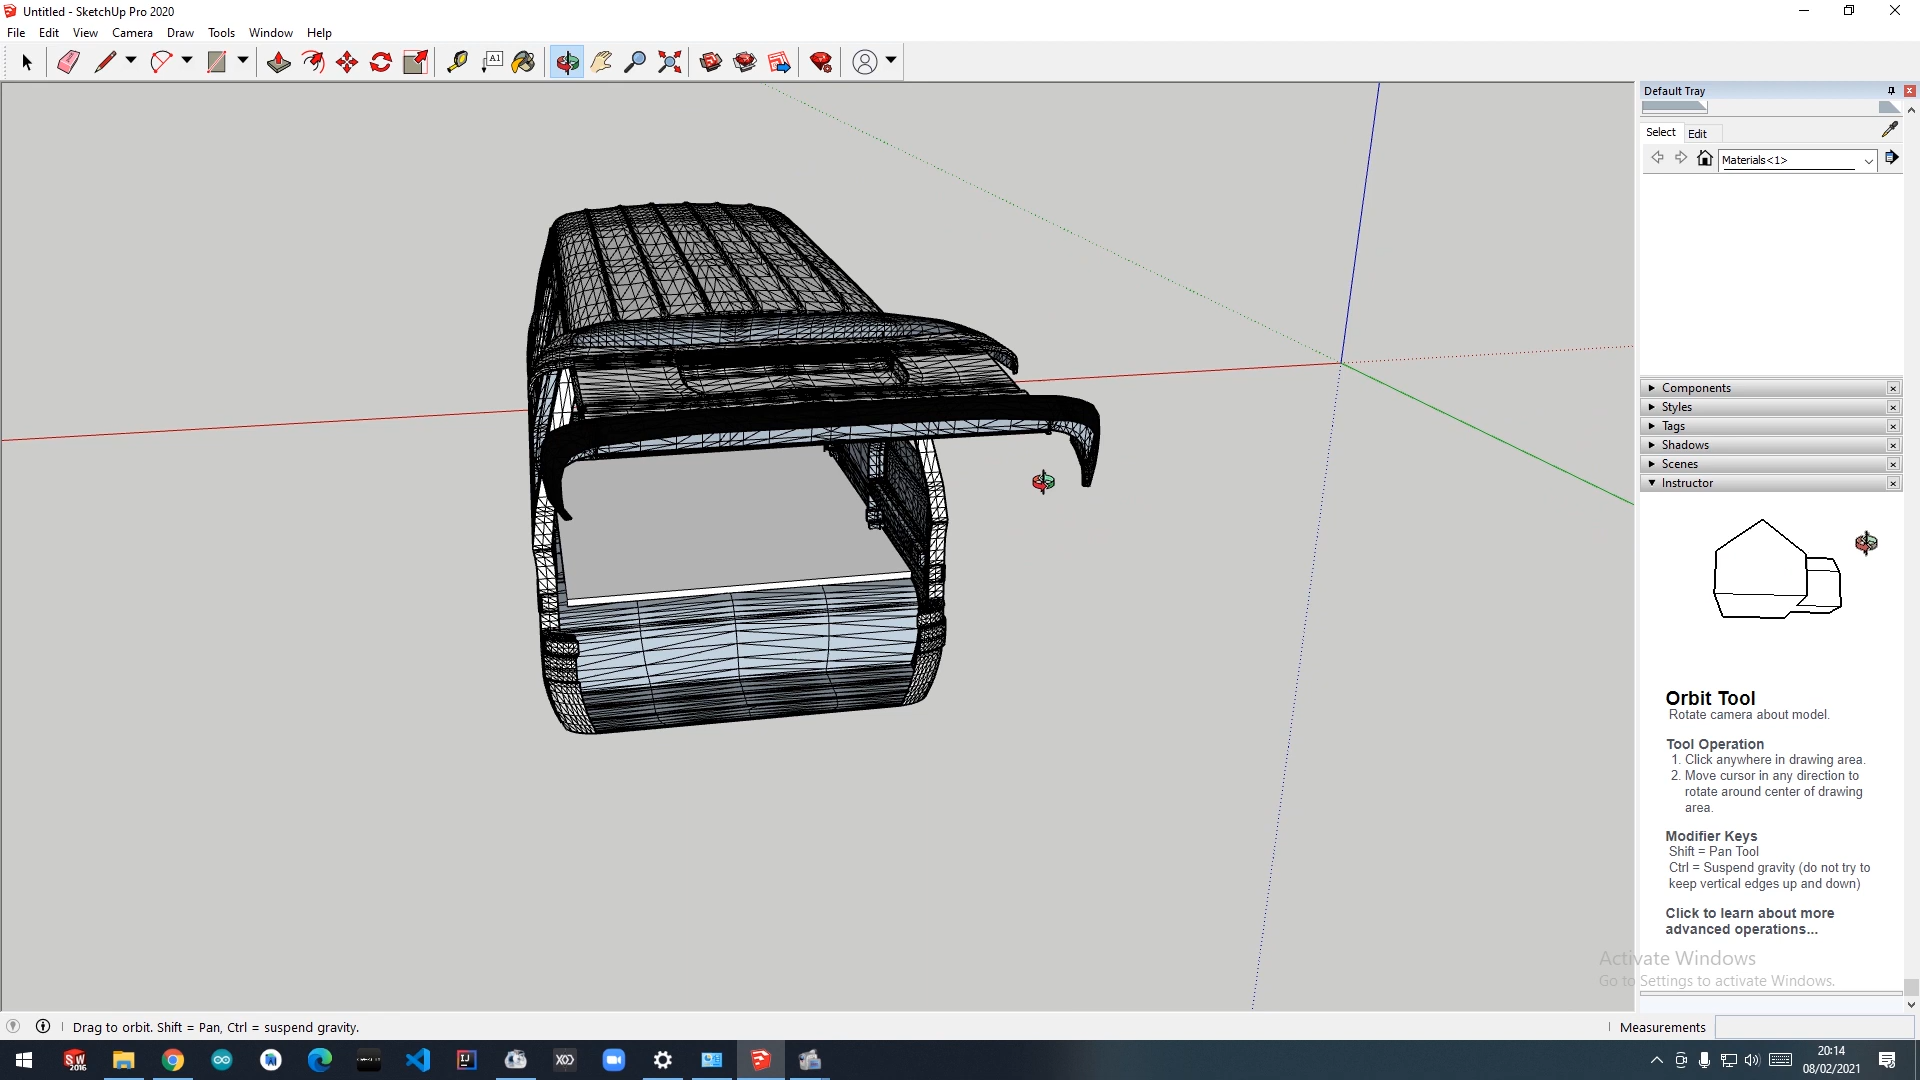 Untitled - SketchUp Pro 2020
File Edit View Camera Draw Tools Window Help
A1
Default Tray
Select Edit
Materials<1>
Components
Styles
Tags
Shadows
Scenes
Instructor
Orbit Tool
Rotate camera about model.
Tool Operation
1. Click anywhere in drawing area.
2. Move cursor in any direction to
rotate around center of drawing
area.
Modifier Keys
Shift = Pan Tool
Ctrl = Suspend gravity (do not try to
keep vertical edges up and down)
Click to learn about more
advanced operations...
Activate Windows
Go to Settings to activate Windows.
Drag to orbit. Shift = Pan, Ctrl = suspend gravity.
Measurements
SW
2016
IJ
20:14
08/02/2021